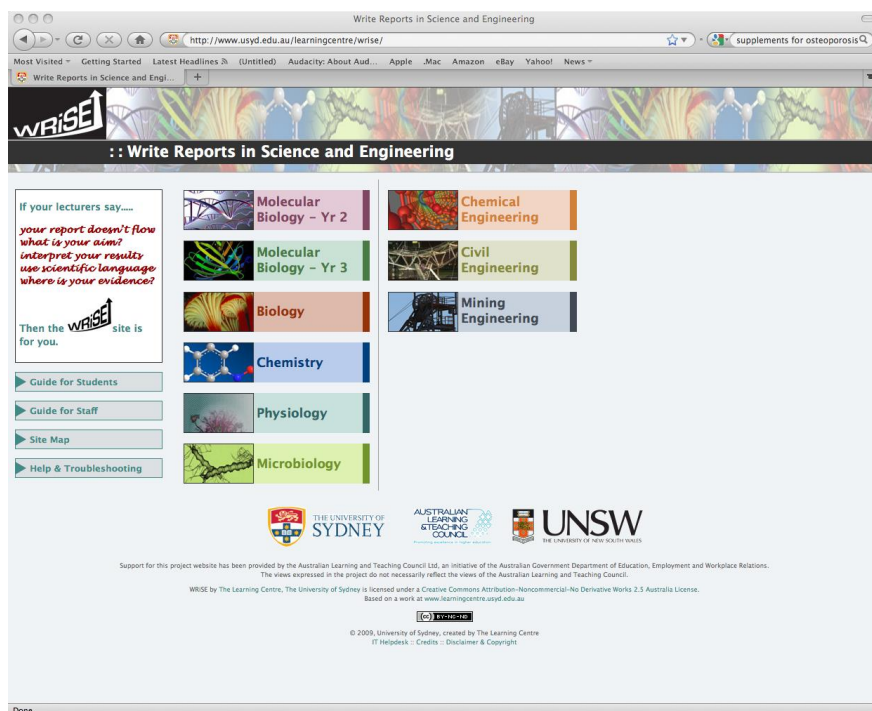 Write Reports in Science and Engineering
http://www.usyd.edu.au/learningcentre/wrise/
supplements for osteoporosis
Most Visited Getting Started Latest Headlines (Untitled) Audacity: About Aud... Apple .Mac Amazon eBay Yahoo! News
Write Reports in Science and Engi... +
WRiSE
:: Write Reports in Science and Engineering
If your lecturers say.....
your report doesn't flow
what is your aim?
interpret your results
use scientific language
where is your evidence?
Then the WRiSE site is
for you.
Guide for Students
Guide for Staff
Site Map
Help & Troubleshooting
Molecular
Biology - Yr 2
Molecular
Biology - Yr 3
Biology
Chemistry
Physiology
Microbiology
Chemical
Engineering
Civil
Engineering
Mining
Engineering
THE UNIVERSITY OF
SYDNEY
AUSTRALIAN
LEARNING
&TEACHING
COUNCIL
Promoting excellence in higher education
UNSW
THE UNIVERSITY OF NEW SOUTH WALES
Support for this project website has been provided by the Australian Learning and Teaching Council Ltd, an initiative of the Australian Government Department of Education, Employment and Workplace Relations.
The views expressed in the project do not necessarily reflect the views of the Australian Learning and Teaching Council.
WRiSE by The Learning Centre, The University of Sydney is licensed under a Creative Commons Attribution-Noncommercial-No Derivative Works 2.5 Australia License.
Based on a work at www.learningcentre.usyd.edu.au
(cc) BY-NC-ND
© 2009, University of Sydney, created by The Learning Centre
IT Helpdesk :: Credits :: Disclaimer & Copyright
Done